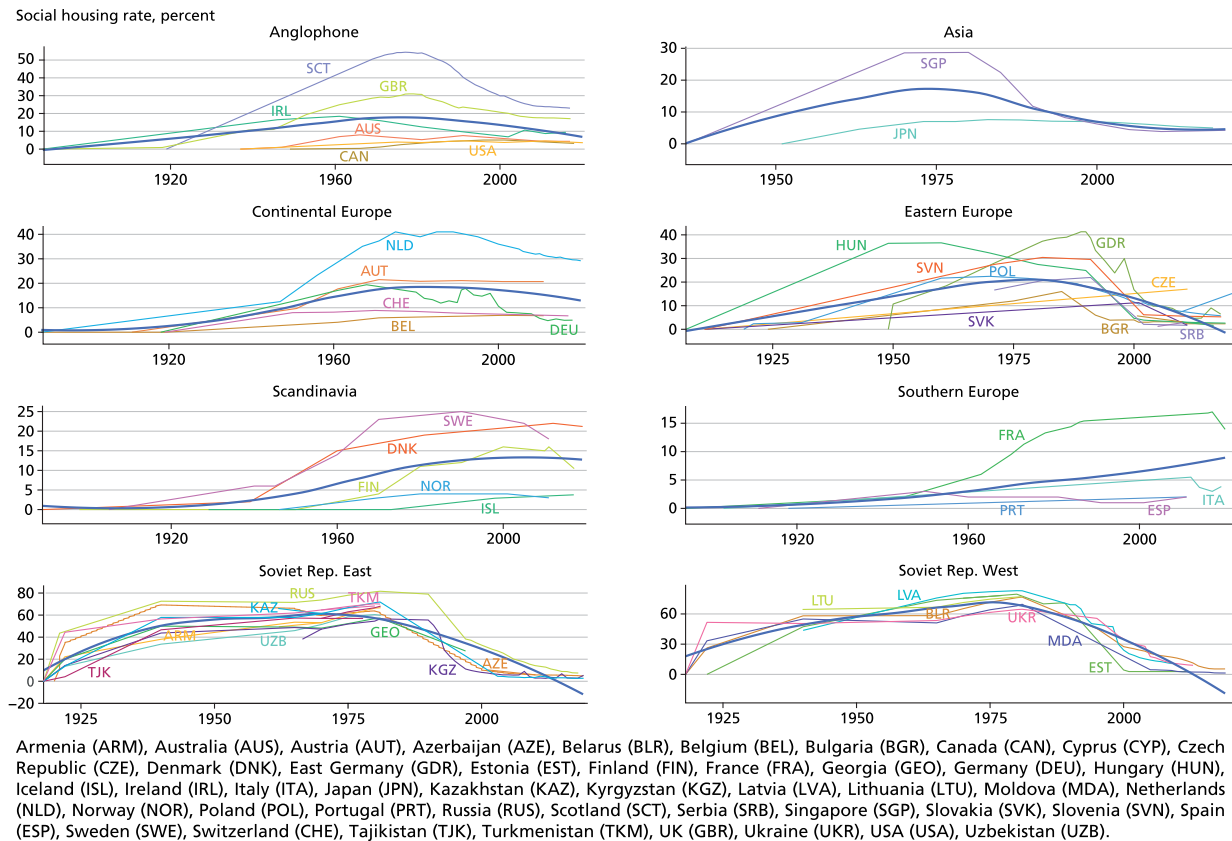 Social housing rate, percent
Anglophone
50
40
30
20
10
0
SCT
GBR
IRL
AUS
CAN
USA
1920
1960
2000
Asia
30
20
10
0
SGP
JPN
1950
1975
2000
Continental Europe
40
30
20
10
0
NLD
AUT
CHE
BEL
DEU
1920
1960
2000
Eastern Europe
40
30
20
10
0
HUN
GDR
SVN
POL
CZE
SVK
BGR
SRB
1925
1950
1975
2000
Scandinavia
25
20
15
10
5
0
SWE
DNK
FIN
NOR
ISL
1920
1960
2000
Southern Europe
15
10
5
0
FRA
ITA
PRT
ESP
1920
1960
2000
Soviet Rep. East
80
60
40
20
0
−20
RUS
TKM
KAZ
ARM
UZB
GEO
TJK
KGZ
AZE
1925
1950
1975
2000
Soviet Rep. West
60
30
0
LTU
LVA
BLR
UKR
MDA
EST
1925
1950
1975
2000
Armenia (ARM), Australia (AUS), Austria (AUT), Azerbaijan (AZE), Belarus (BLR), Belgium (BEL), Bulgaria (BGR), Canada (CAN), Cyprus (CYP), Czech
Republic (CZE), Denmark (DNK), East Germany (GDR), Estonia (EST), Finland (FIN), France (FRA), Georgia (GEO), Germany (DEU), Hungary (HUN),
Iceland (ISL), Ireland (IRL), Italy (ITA), Japan (JPN), Kazakhstan (KAZ), Kyrgyzstan (KGZ), Latvia (LVA), Lithuania (LTU), Moldova (MDA), Netherlands
(NLD), Norway (NOR), Poland (POL), Portugal (PRT), Russia (RUS), Scotland (SCT), Serbia (SRB), Singapore (SGP), Slovakia (SVK), Slovenia (SVN), Spain
(ESP), Sweden (SWE), Switzerland (CHE), Tajikistan (TJK), Turkmenistan (TKM), UK (GBR), Ukraine (UKR), USA (USA), Uzbekistan (UZB).